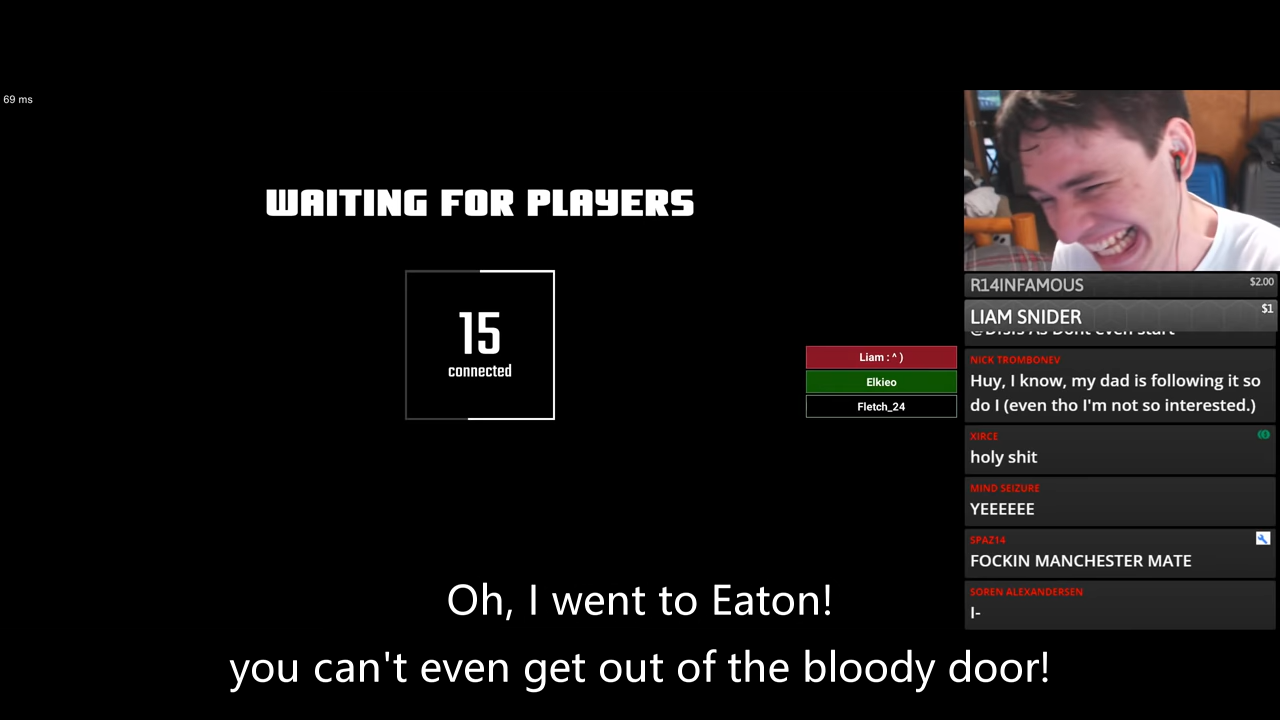 69 ms
WAITING FOR PLAYERS
15
connected
Liam : ^ )
Elkieo
Fletch_24
R14INFAMOUS
$2.00
LIAM SNIDER
$1
Dont even start
NICK TROMBONEV
Huy, I know, my dad is following it so
do I (even tho I'm not so interested.)
XIRCE
holy shit
MIND SEIZURE
YEEEEEE
SPAZ14
FOCKIN MANCHESTER MATE
SOREN ALEXANDERSEN
I-
Oh, I went to Eaton!
you can't even get out of the bloody door!